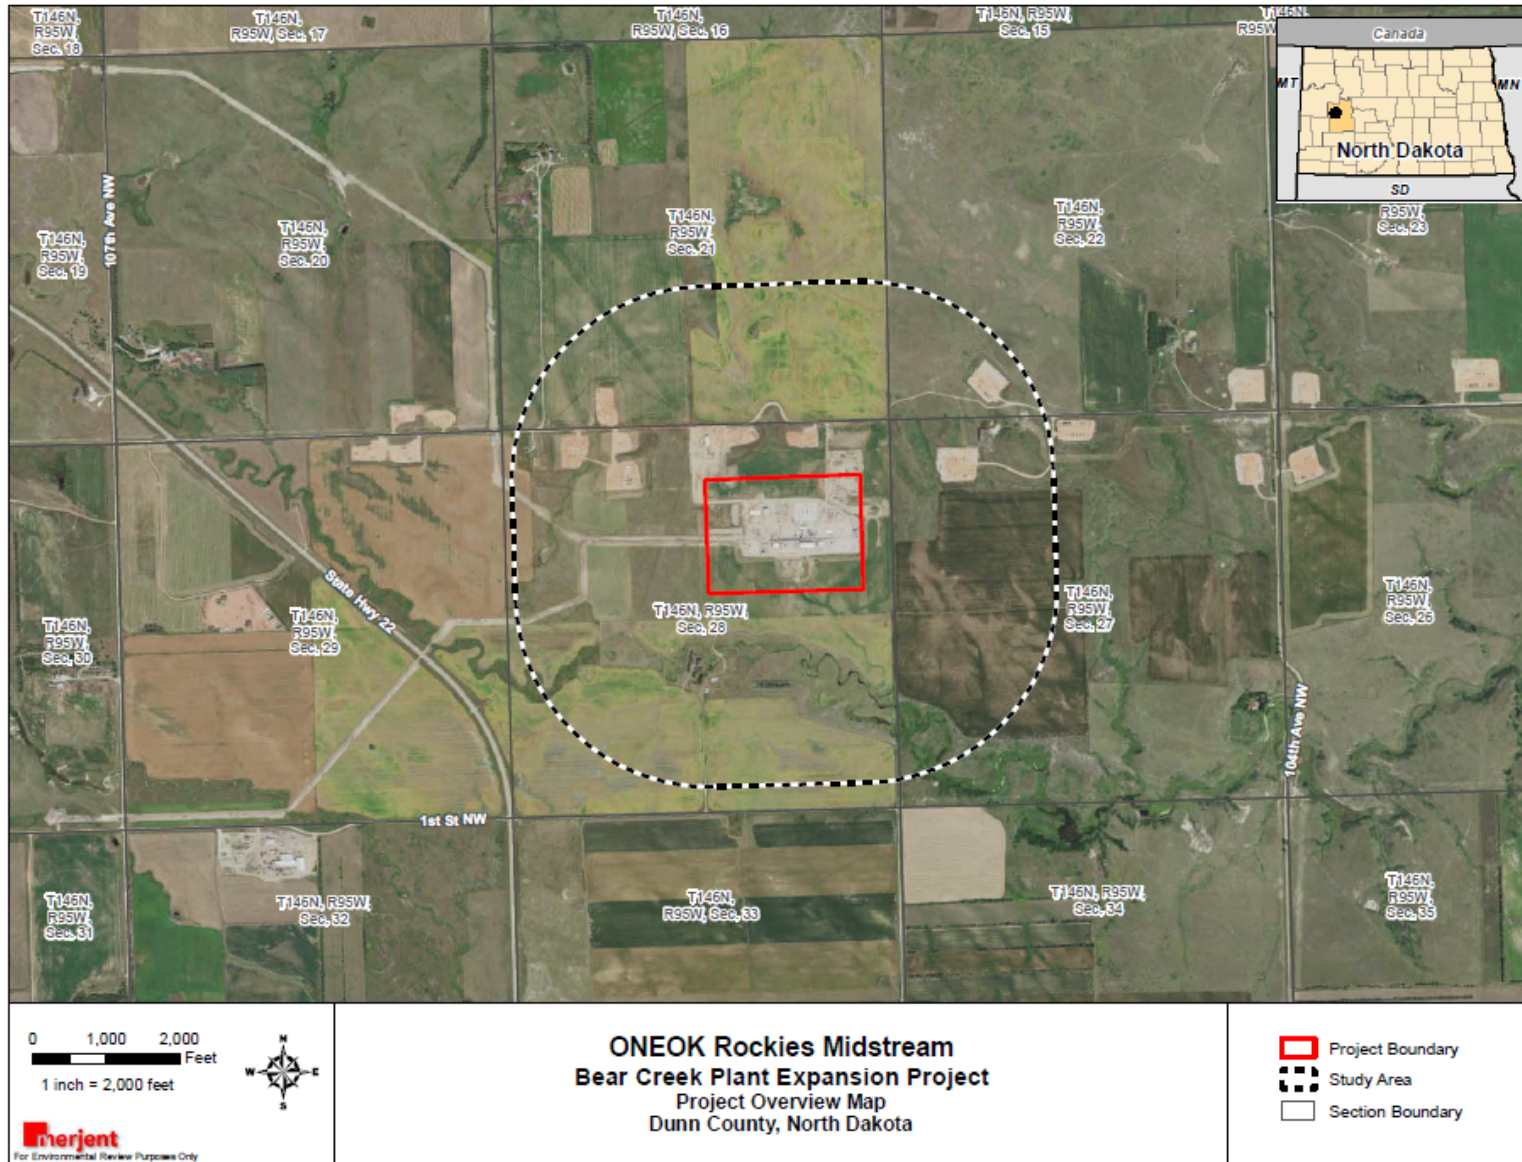 T146N,
R95W,
Sec. 18
T146N,
R95W, Sec. 17
T146N,
R95W, Sec. 16
T146N, R95W,
Sec. 15
T146N,
R95W
Canada
MT
MN
North Dakota
SD
107th Ave NW
T146N,
R95W,
Sec. 19
T146N,
R95W,
Sec. 20
T146N,
R95W,
Sec. 21
T146N,
R95W,
Sec. 22
R95W,
Sec. 23
State Hwy 22
T146N,
R95W,
Sec. 30
T146N,
R95W,
Sec. 29
T146N, R95W,
Sec. 28
T146N,
R95W,
Sec. 27
T146N,
R95W,
Sec. 26
104th Ave NW
1st St NW
T146N,
R95W,
Sec. 31
T146N, R95W,
Sec. 32
T146N,
R95W, Sec. 33
T146N, R95W,
Sec. 34
T146N,
R95W,
Sec. 35
0 1,000 2,000
Feet
1 inch = 2,000 feet
N
W E
S
merjent
For Environmental Review Purposes Only
ONEOK Rockies Midstream
Bear Creek Plant Expansion Project
Project Overview Map
Dunn County, North Dakota
Project Boundary
Study Area
Section Boundary